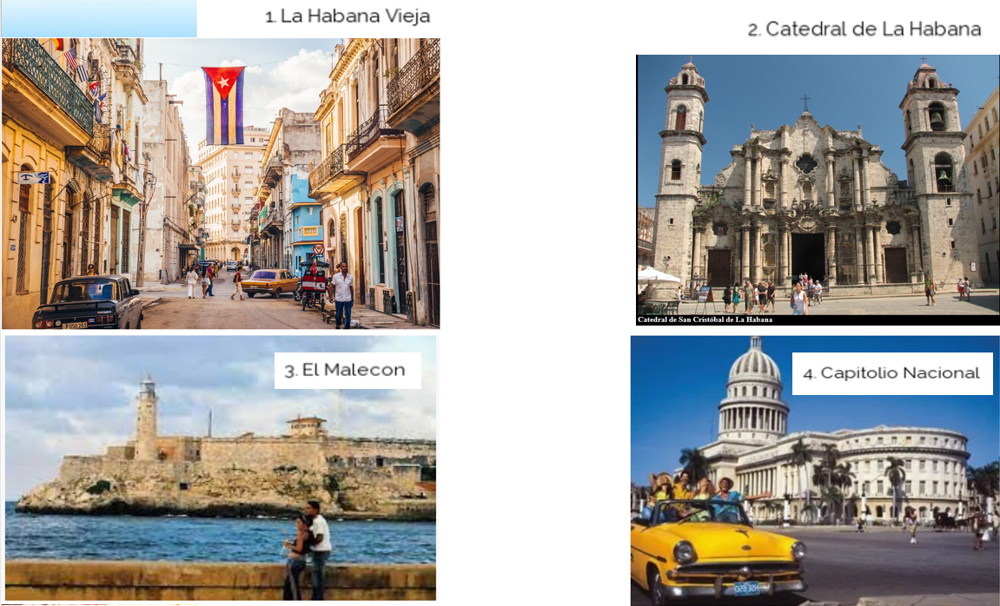 1. La Habana Vieja
2. Catedral de La Habana
Catedral de San Cristóbal de La Habana
3. El Malecon
4. Capitolio Nacional